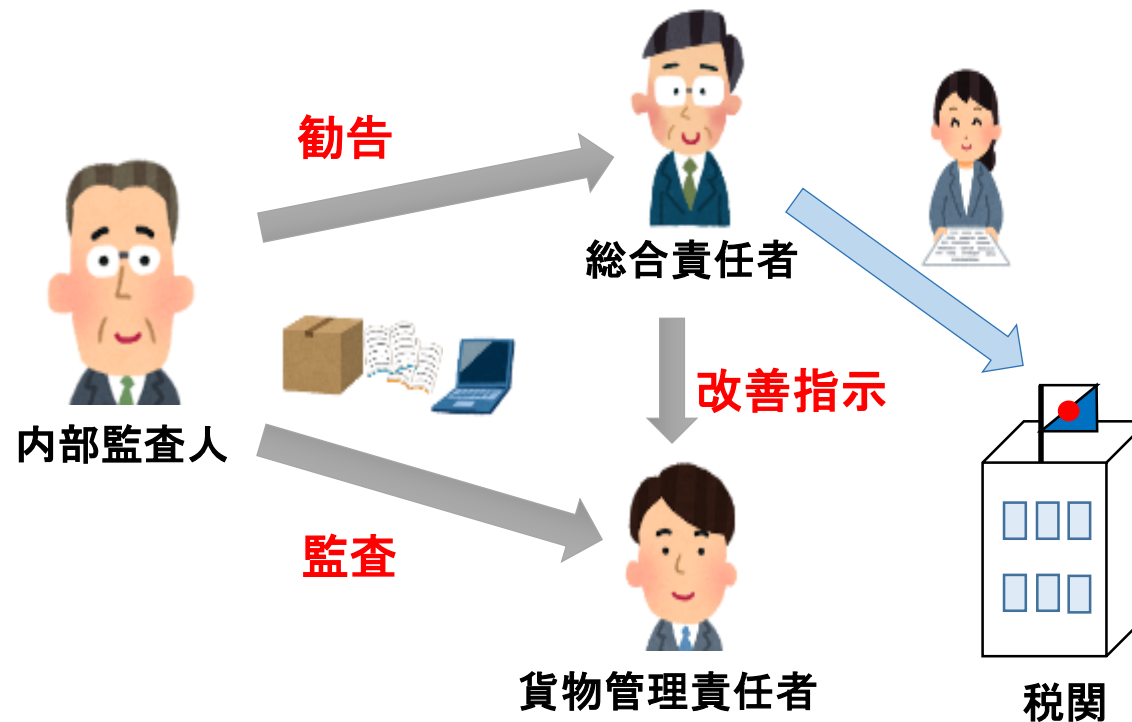 勧告
総合責任者
内部監査人
改善指示
監査
貨物管理責任者
税関